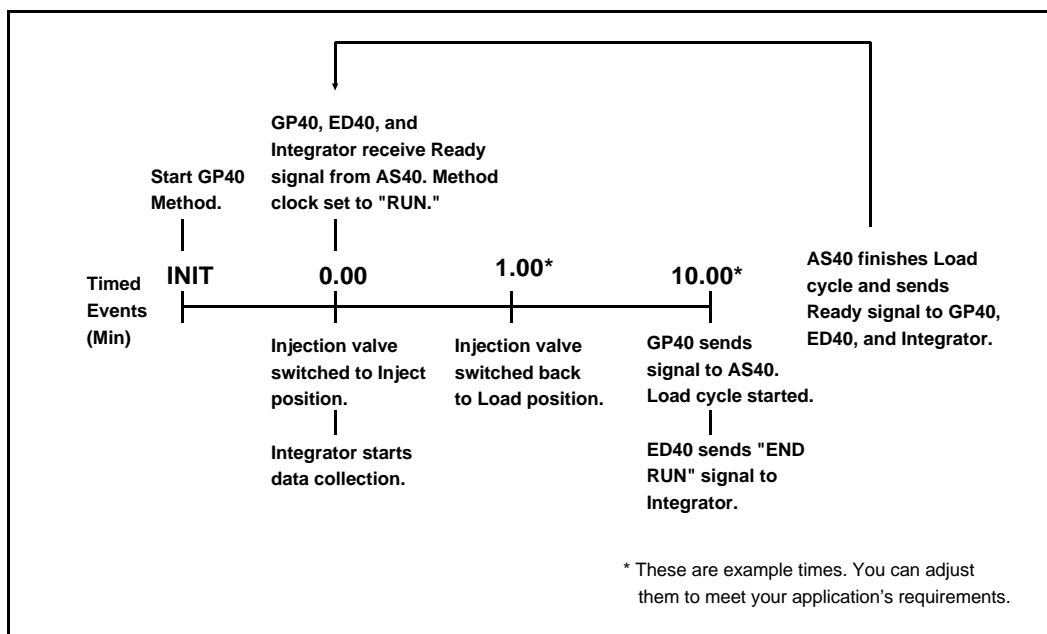 GP40, ED40, and
Integrator receive Ready
signal from AS40. Method
clock set to "RUN."
Start GP40
Method.
Timed
Events
(Min)
INIT
0.00
1.00*
10.00*
AS40 finishes Load
cycle and sends
Ready signal to GP40,
ED40, and Integrator.
Injection valve
switched to Inject
position.
Integrator starts
data collection.
Injection valve
switched back
to Load position.
GP40 sends
signal to AS40.
Load cycle started.
ED40 sends "END
RUN" signal to
Integrator.
* These are example times. You can adjust
them to meet your application’s requirements.